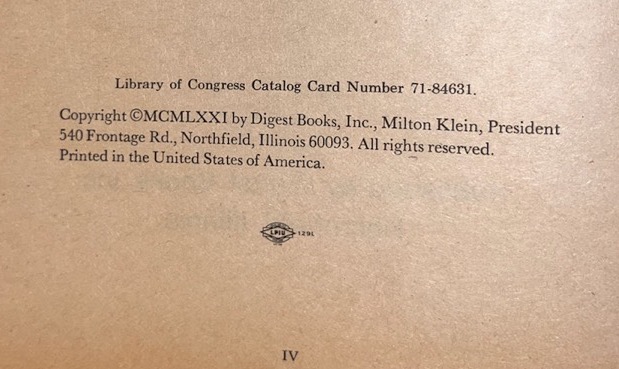 Library of Congress Catalog Card Number 71-84631.
Copyright ©MCMLXXI by Digest Books, Inc., Milton Klein, President
540 Frontage Rd., Northfield, Illinois 60093. All rights reserved.
Printed in the United States of America.
LPIU 1291
IV